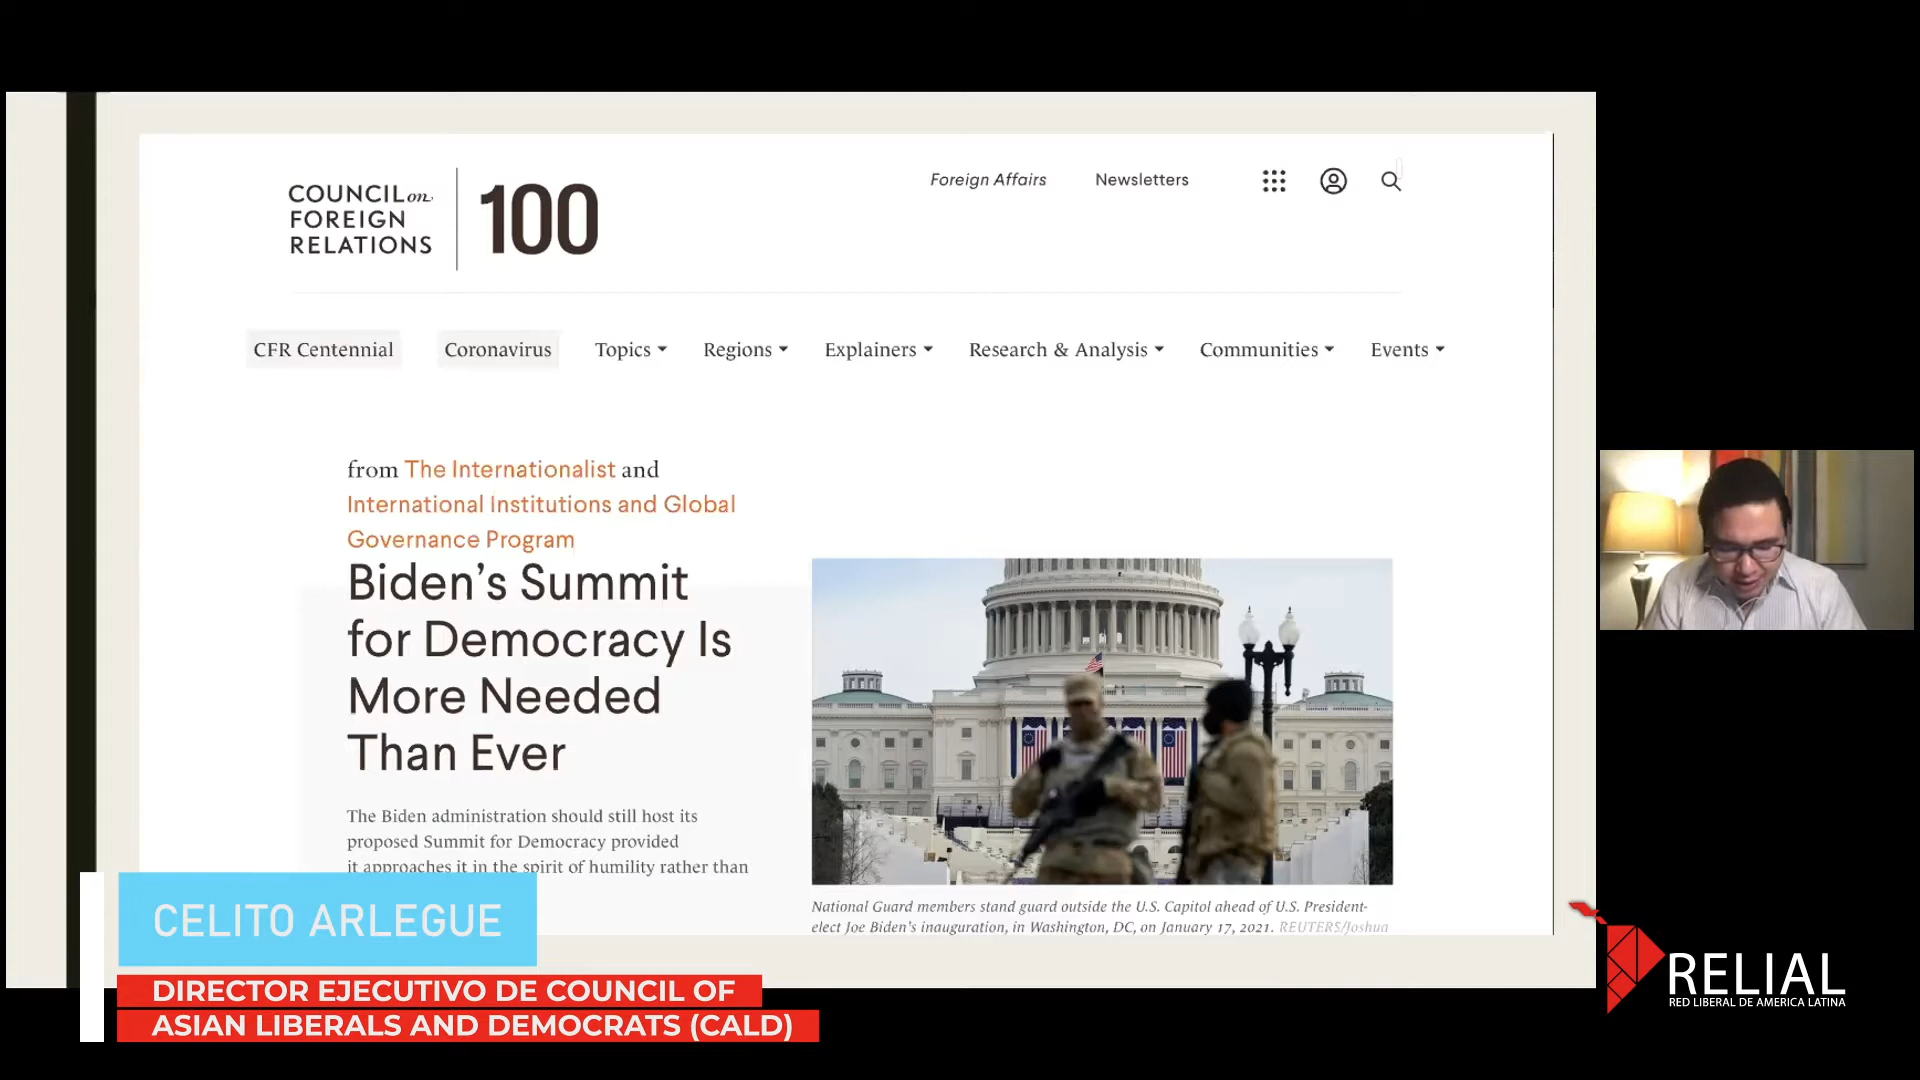 COUNCIL on
FOREIGN
RELATIONS
100
Foreign Affairs
Newsletters
CFR Centennial
Coronavirus
Topics
Regions
Explainers
Research & Analysis
Communities
Events
from The Internationalist and
International Institutions and Global
Governance Program
Biden's Summit
for Democracy Is
More Needed
Than Ever
The Biden administration should still host its
proposed Summit for Democracy provided
it approaches it in the spirit of humility rather than
National Guard members stand guard outside the U.S. Capitol ahead of U.S. President-
elect Joe Biden's inauguration, in Washington, DC, on January 17, 2021. REUTERS/Joshua
CELITO ARLEGUE
DIRECTOR EJECUTIVO DE COUNCIL OF
ASIAN LIBERALS AND DEMOCRATS (CALD)
RELIAL
RED LIBERAL DE AMERICA LATINA